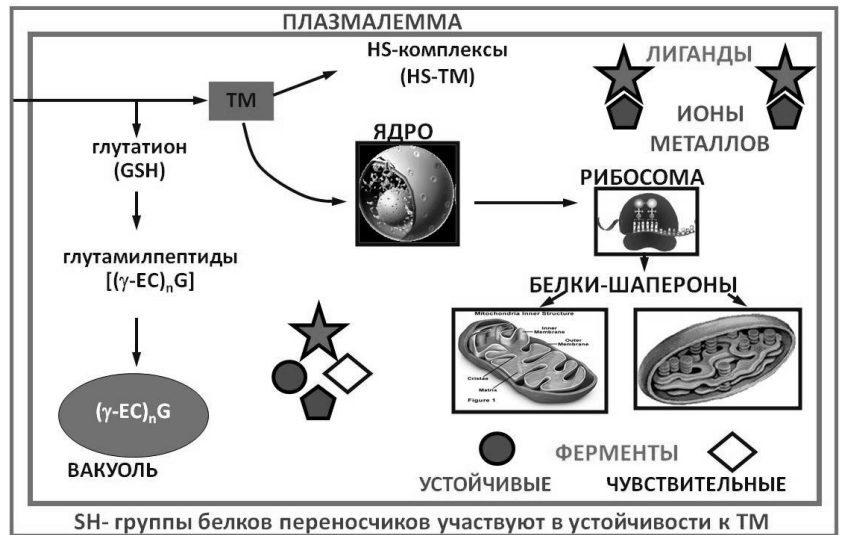 ПЛАЗМАЛЕММА
HS-комплексы
(HS-ТМ)
ЛИГАНДЫ
ТМ
ИОНЫ
МЕТАЛЛОВ
глутатион
(GSH)
ЯДРО
РИБОСОМА
глутамилпептиды
[(γ-EC)nG]
БЕЛКИ-ШАПЕРОНЫ
Mitochondria Inner Structure
Inner
Membrane
Outer
Membrane
Cristae
Matrix
Figure 1
(γ-EC)nG
ВАКУОЛЬ
ФЕРМЕНТЫ
УСТОЙЧИВЫЕ
ЧУВСТВИТЕЛЬНЫЕ
SH- группы белков переносчиков участвуют в устойчивости к ТМ